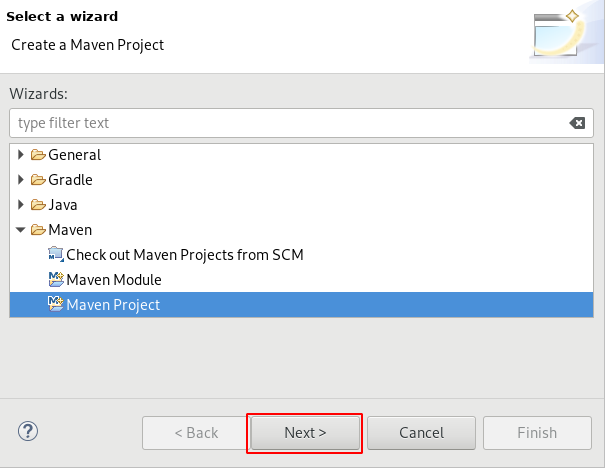 Select a wizard
Create a Maven Project
Wizards:
type filter text
General
Gradle
Java
Maven
Check out Maven Projects from SCM
Maven Module
Maven Project
? < Back Next > Cancel Finish